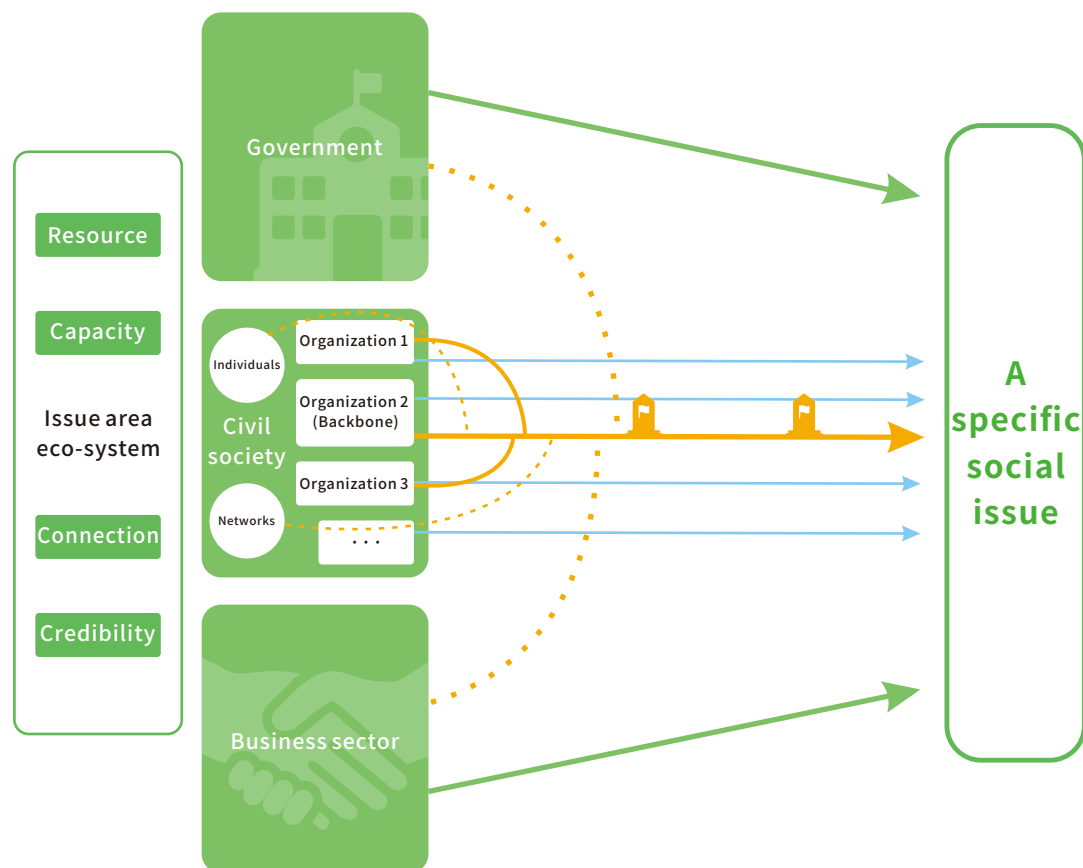 Resource
Capacity
Issue area
eco-system
Connection
Credibility
Government
Individuals
Civil
society
Networks
Organization 1
Organization 2
(Backbone)
Organization 3
. . .
Business sector
A
specific
social
issue